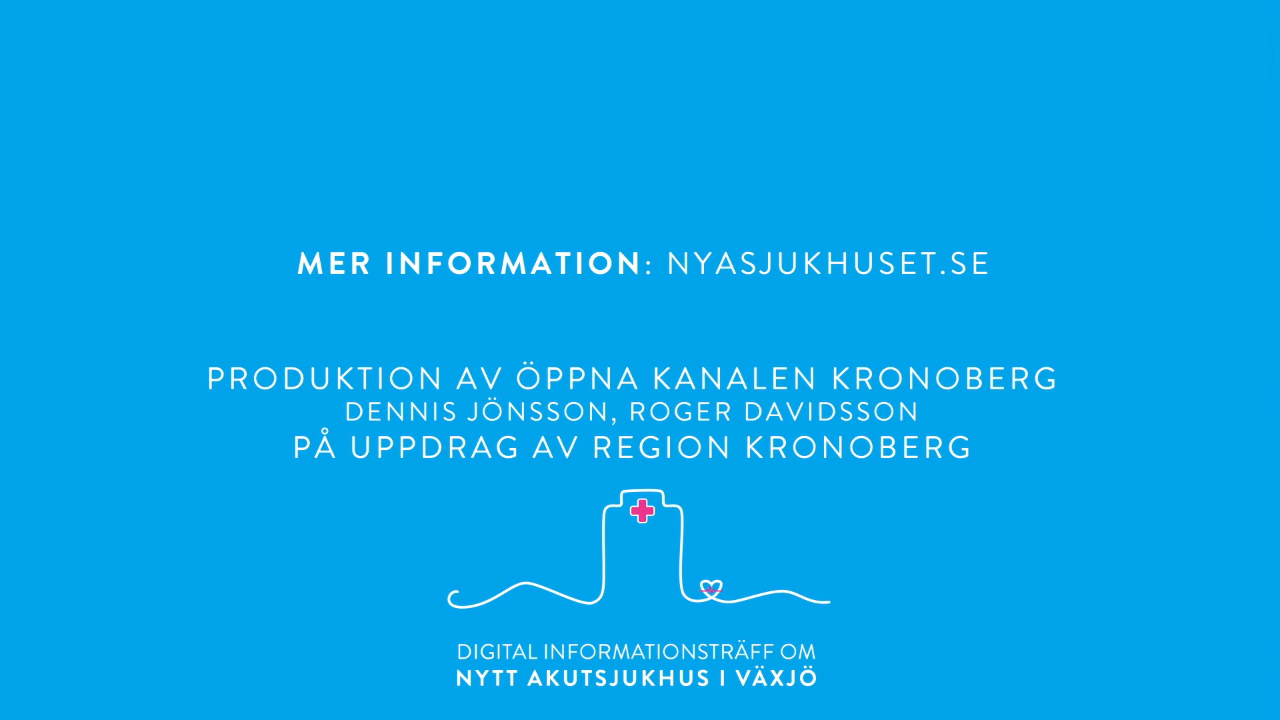 MER INFORMATION: NYASJUKHUSET.SE
PRODUKTION AV ÖPPNA KANALEN KRONOBERG
DENNIS JÖNSSON, ROGER DAVIDSSON
PÅ UPPDRAG AV REGION KRONOBERG
DIGITAL INFORMATIONSTRÄFF OM
NYTT AKUTSJUKHUS I VÄXJÖ